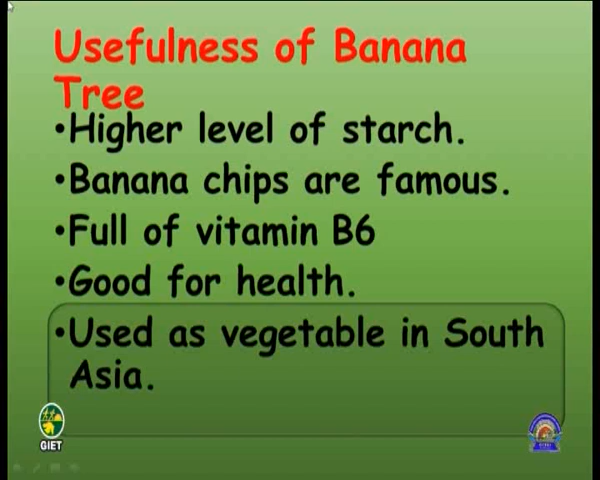 Usefulness of Banana
Tree
•Higher level of starch.
•Banana chips are famous.
•Full of vitamin B6
•Good for health.
•Used as vegetable in South
Asia.
GIET